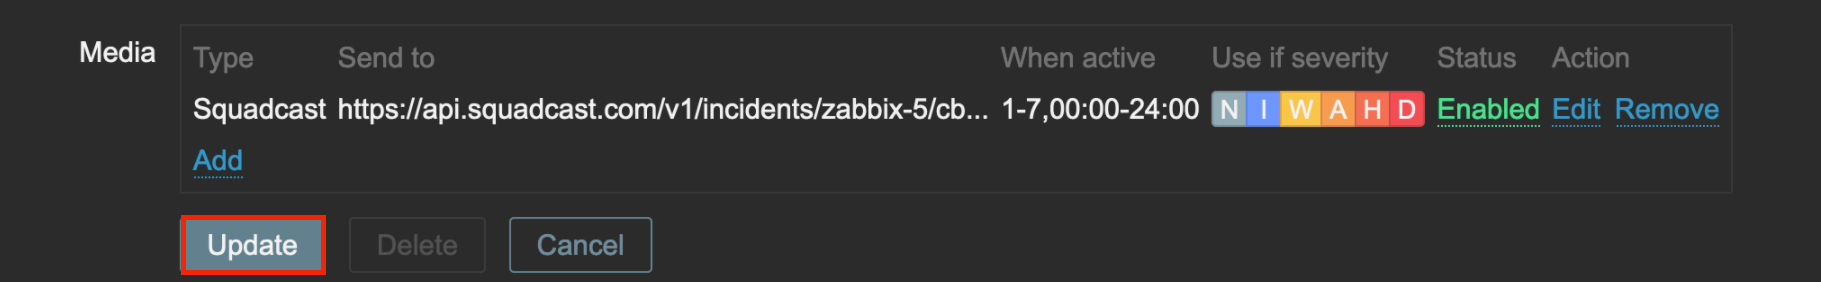 Media
Type Send to When active Use if severity Status Action
Squadcast https://api.squadcast.com/v1/incidents/zabbix-5/cb... 1-7,00:00-24:00 N I W A H D Enabled Edit Remove
Add
Update Delete Cancel